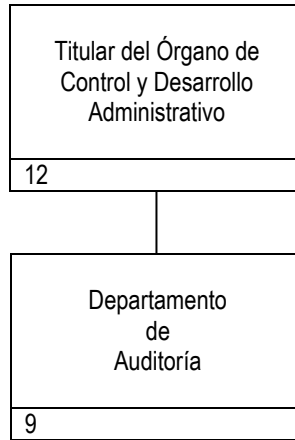 Titular del Órgano de
Control y Desarrollo
Administrativo
12
Departamento
de
Auditoría
9